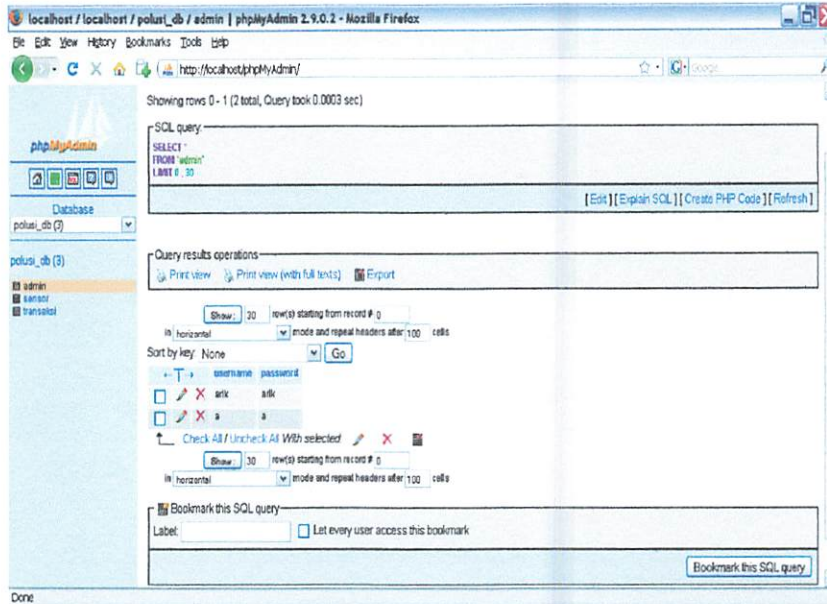 localhost / localhost / polusi_db / admin | phpMyAdmin 2.9.0.2 - Mozilla Firefox
File Edit View History Bookmarks Tools Help
http://localhost/phpMyAdmin/
Google
phpMyAdmin
Database
polusi_db (3)
polusi_db (3)
admin
sensor
transaksi
Showing rows 0 - 1 (2 total, Query took 0.0003 sec)
SQL query:
SELECT *
FROM `admin`
LIMIT 0 , 30
[ Edit ] [ Explain SQL ] [ Create PHP Code ] [ Refresh ]
Query results operations
Print view Print view (with full texts) Export
Show : 30 row(s) starting from record # 0
in horizontal mode and repeat headers after 100 cells
Sort by key: None Go
←T→ username password
arik arik
a a
Check All / Uncheck All With selected:
Show : 30 row(s) starting from record # 0
in horizontal mode and repeat headers after 100 cells
Bookmark this SQL query
Label: Let every user access this bookmark
Bookmark this SQL query
Done